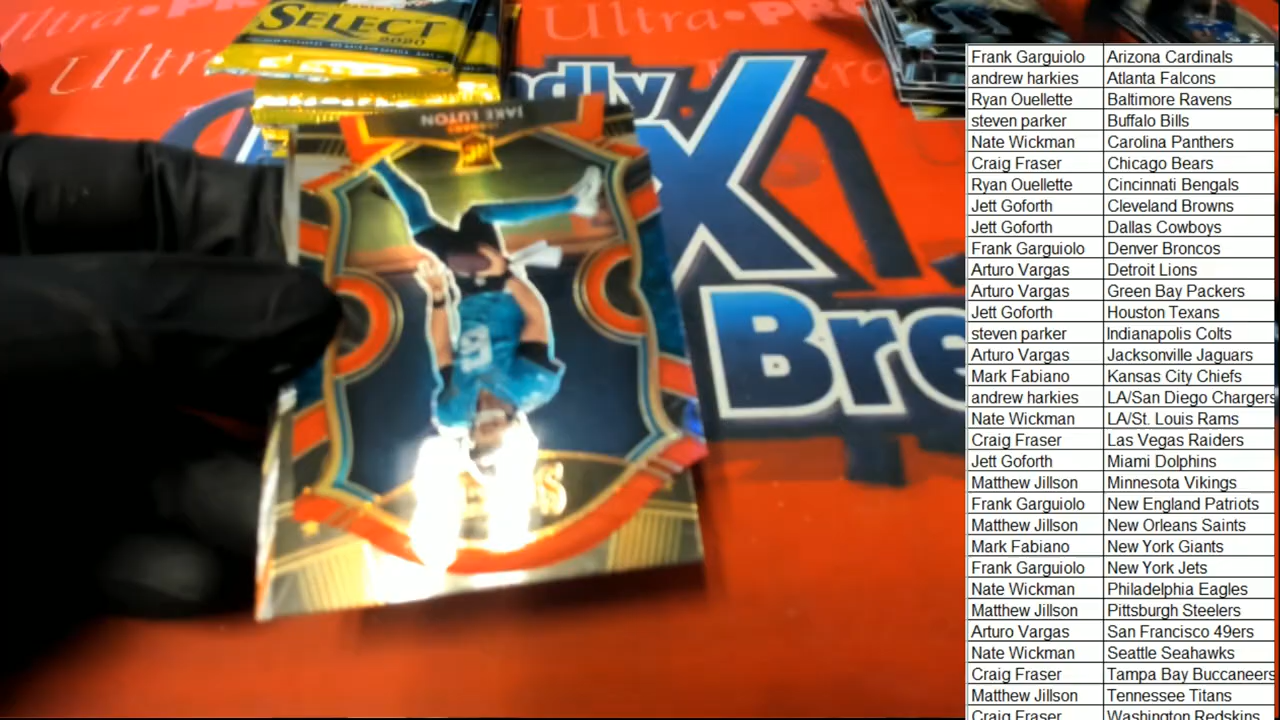 Ultra•PRO
Ultra
SELECT
2020
JAKE LUTON
RC
dly
X
Bre
Frank Garguiolo Arizona Cardinals
andrew harkies Atlanta Falcons
Ryan Ouellette Baltimore Ravens
steven parker Buffalo Bills
Nate Wickman Carolina Panthers
Craig Fraser Chicago Bears
Ryan Ouellette Cincinnati Bengals
Jett Goforth Cleveland Browns
Jett Goforth Dallas Cowboys
Frank Garguiolo Denver Broncos
Arturo Vargas Detroit Lions
Arturo Vargas Green Bay Packers
Jett Goforth Houston Texans
steven parker Indianapolis Colts
Arturo Vargas Jacksonville Jaguars
Mark Fabiano Kansas City Chiefs
andrew harkies LA/San Diego Chargers
Nate Wickman LA/St. Louis Rams
Craig Fraser Las Vegas Raiders
Jett Goforth Miami Dolphins
Matthew Jillson Minnesota Vikings
Frank Garguiolo New England Patriots
Matthew Jillson New Orleans Saints
Mark Fabiano New York Giants
Frank Garguiolo New York Jets
Nate Wickman Philadelphia Eagles
Matthew Jillson Pittsburgh Steelers
Arturo Vargas San Francisco 49ers
Nate Wickman Seattle Seahawks
Craig Fraser Tampa Bay Buccaneers
Matthew Jillson Tennessee Titans
Craig Fraser Washington Redskins